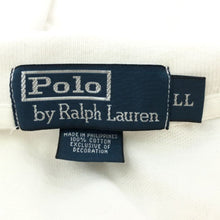 Polo
by Ralph Lauren
LL
MADE IN PHILIPPINES
100% COTTON
EXCLUSIVE OF
DECORATION